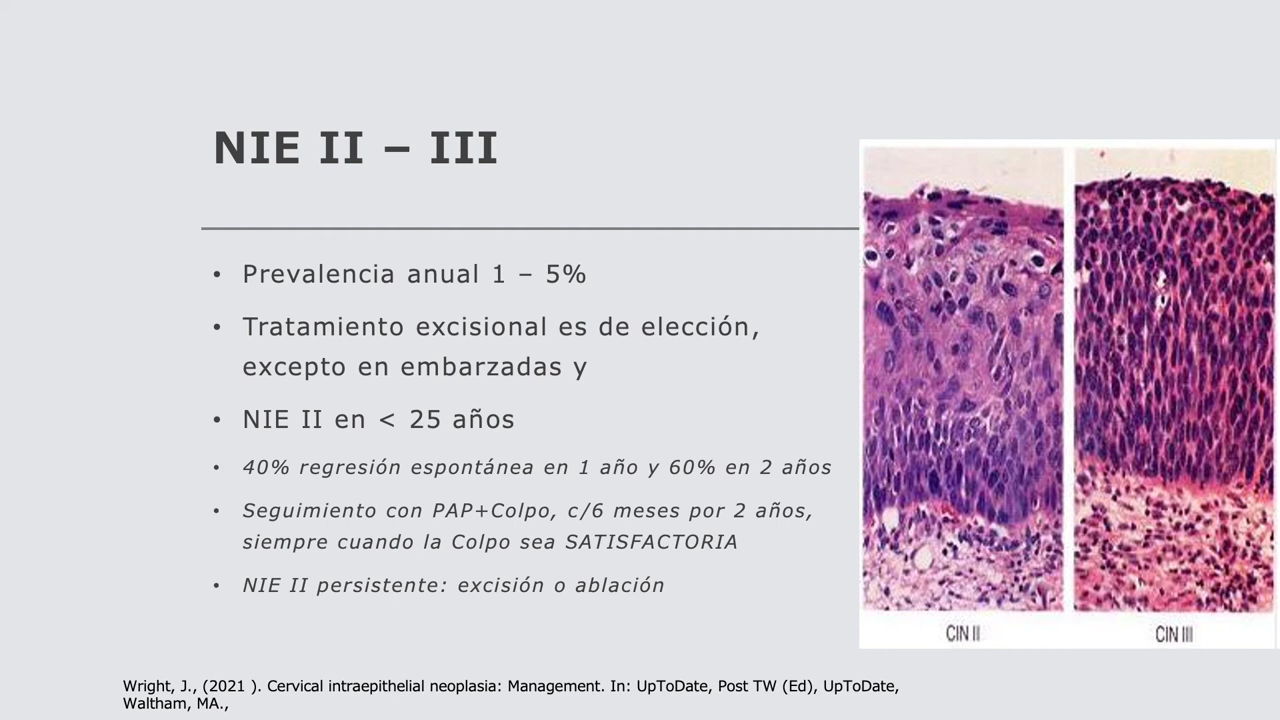 NIE II – III
• Prevalencia anual 1 – 5%
• Tratamiento excisional es de elección,
excepto en embarzadas y
• NIE II en < 25 años
• 40% regresión espontánea en 1 año y 60% en 2 años
• Seguimiento con PAP+Colpo, c/6 meses por 2 años,
siempre cuando la Colpo sea SATISFACTORIA
• NIE II persistente: excisión o ablación
CIN II
CIN III
Wright, J., (2021 ). Cervical intraepithelial neoplasia: Management. In: UpToDate, Post TW (Ed), UpToDate,
Waltham, MA.,